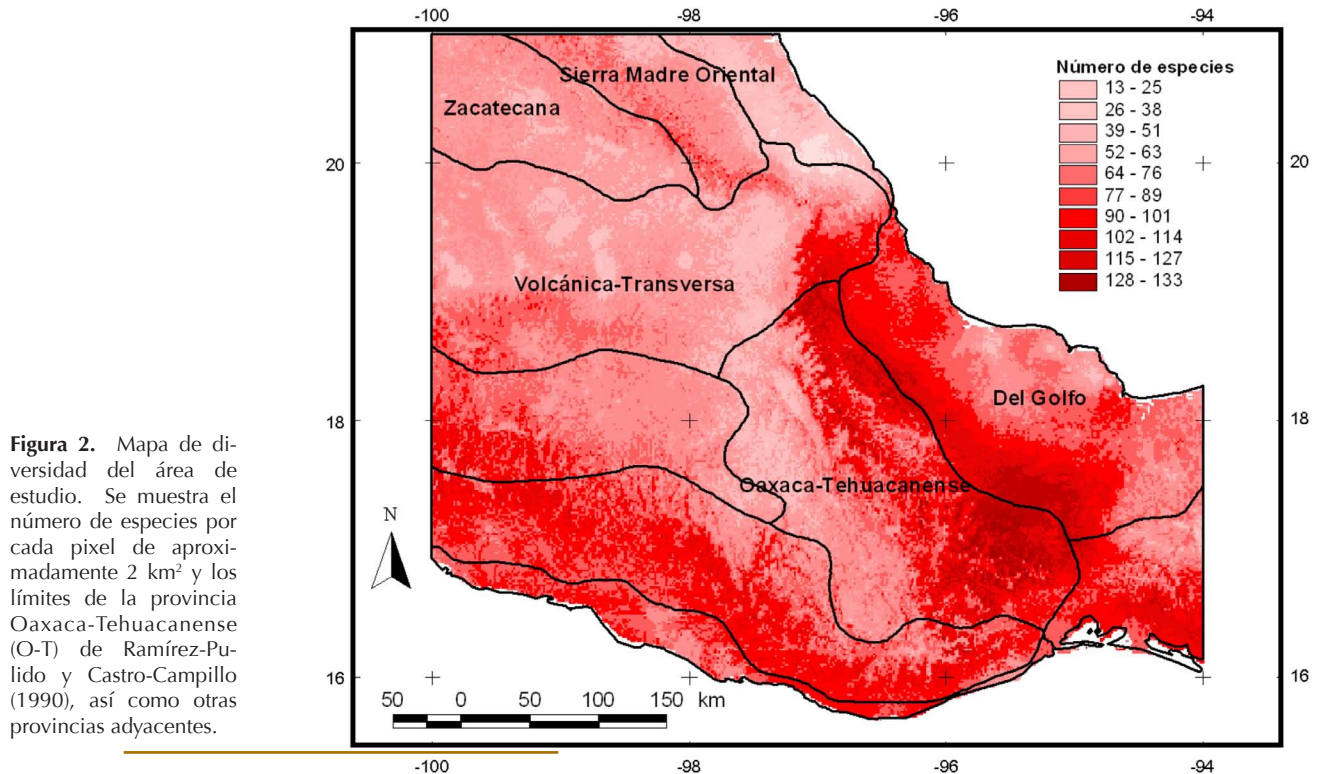 -100 -98 -96 -94
Número de especies
13 - 25
26 - 38
39 - 51
52 - 63
64 - 76
77 - 89
90 - 101
102 - 114
115 - 127
128 - 133
Sierra Madre Oriental
Zacatecana
20 20
Volcánica-Transversa
Del Golfo
18 18
Oaxaca-Tehuacanense
N
16 16
50 0 50 100 150 km
-100 -98 -96 -94
Figura 2. Mapa de di-
versidad del área de
estudio. Se muestra el
número de especies por
cada pixel de aproxi-
madamente 2 km² y los
límites de la provincia
Oaxaca-Tehuacanense
(O-T) de Ramírez-Pu-
lido y Castro-Campillo
(1990), así como otras
provincias adyacentes.